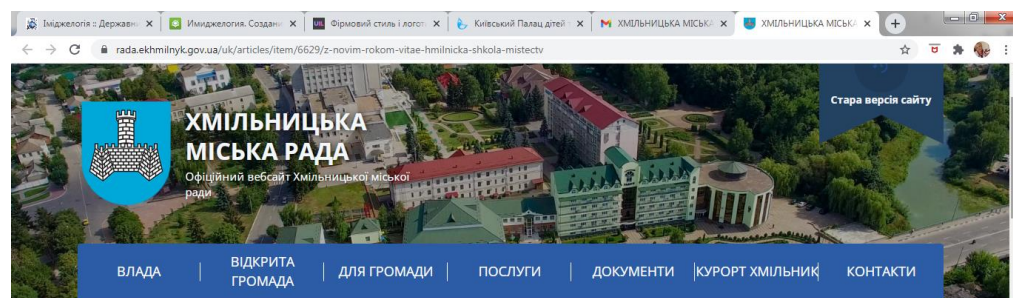 Іміджелогія :: Державн
Имиджелогия. Создани
Фірмовий стиль і логот
Київський Палац дітей
ХМІЛЬНИЦЬКА МІСЬКА
ХМІЛЬНИЦЬКА МІСЬКА
rada.ekhmilnyk.gov.ua/uk/articles/item/6629/z-novim-rokom-vitae-hmilnicka-shkola-mistectv
Стара версія сайту
ХМІЛЬНИЦЬКА
МІСЬКА РАДА
Офіційний вебсайт Хмільницької міської
ради
ВЛАДА
ВІДКРИТА
ГРОМАДА
ДЛЯ ГРОМАДИ
ПОСЛУГИ
ДОКУМЕНТИ
КУРОРТ ХМІЛЬНИК
КОНТАКТИ